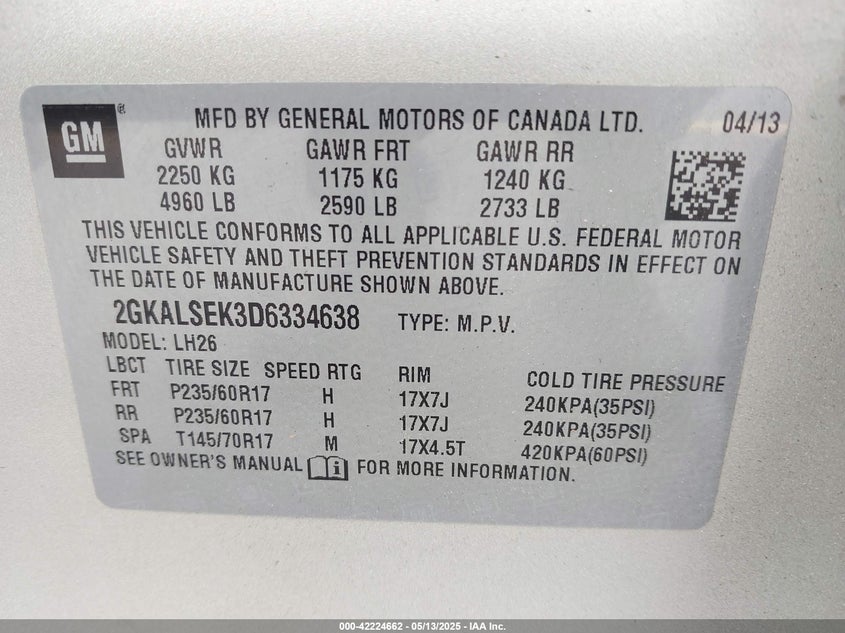 GM ®
MFD BY GENERAL MOTORS OF CANADA LTD. 04/13
GVWR GAWR FRT GAWR RR
2250 KG 1175 KG 1240 KG
4960 LB 2590 LB 2733 LB
THIS VEHICLE CONFORMS TO ALL APPLICABLE U.S. FEDERAL MOTOR
VEHICLE SAFETY AND THEFT PREVENTION STANDARDS IN EFFECT ON
THE DATE OF MANUFACTURE SHOWN ABOVE.
2GKALSEK3D6334638 TYPE: M.P.V.
MODEL: LH26
LBCT TIRE SIZE SPEED RTG RIM COLD TIRE PRESSURE
FRT P235/60R17 H 17X7J 240KPA(35PSI)
RR P235/60R17 H 17X7J 240KPA(35PSI)
SPA T145/70R17 M 17X4.5T 420KPA(60PSI)
SEE OWNER'S MANUAL i FOR MORE INFORMATION.
000-42224662 - 05/13/2025 - IAA Inc.